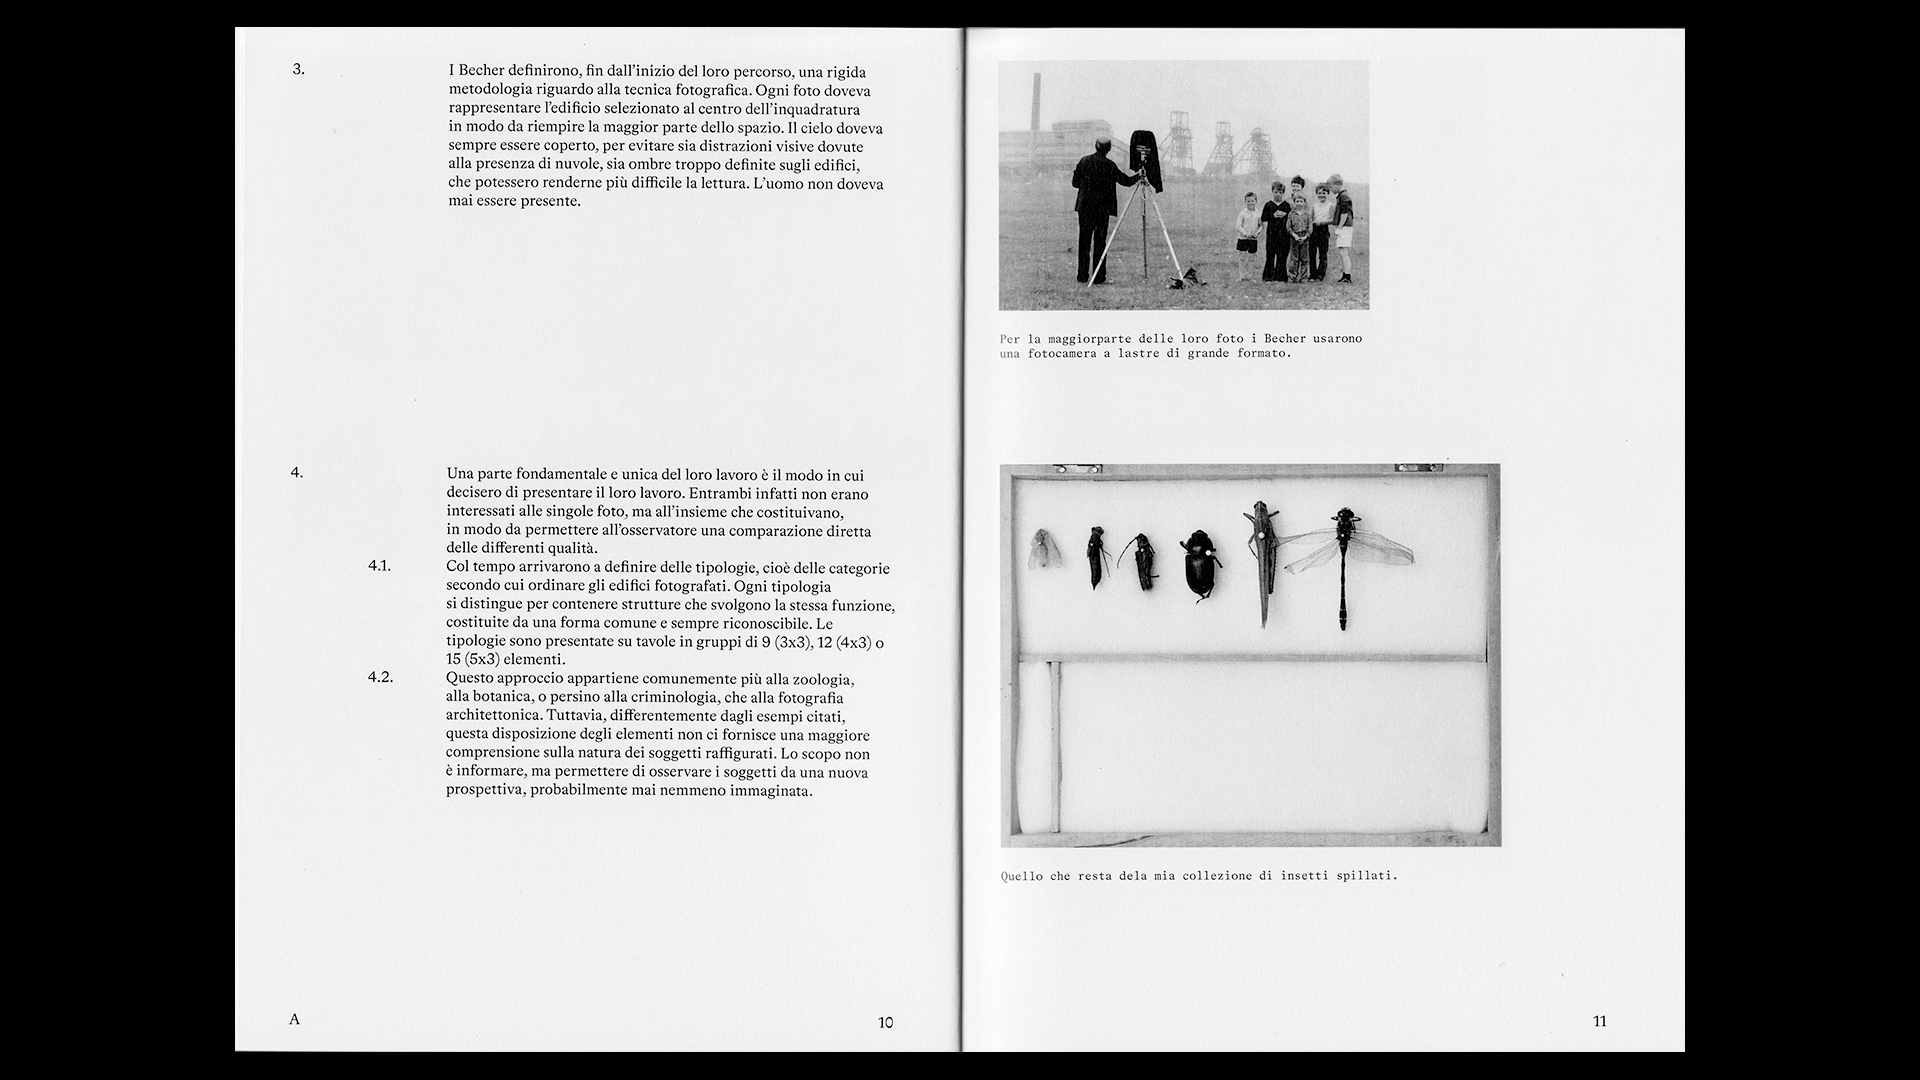 3.
I Becher definirono, fin dall’inizio del loro percorso, una rigida
metodologia riguardo alla tecnica fotografica. Ogni foto doveva
rappresentare l’edificio selezionato al centro dell’inquadratura
in modo da riempire la maggior parte dello spazio. Il cielo doveva
sempre essere coperto, per evitare sia distrazioni visive dovute
alla presenza di nuvole, sia ombre troppo definite sugli edifici,
che potessero renderne più difficile la lettura. L’uomo non doveva
mai essere presente.
4.
Una parte fondamentale e unica del loro lavoro è il modo in cui
decisero di presentare il loro lavoro. Entrambi infatti non erano
interessati alle singole foto, ma all’insieme che costituivano,
in modo da permettere all’osservatore una comparazione diretta
delle differenti qualità.
4.1.
Col tempo arrivarono a definire delle tipologie, cioè delle categorie
secondo cui ordinare gli edifici fotografati. Ogni tipologia
si distingue per contenere strutture che svolgono la stessa funzione,
costituite da una forma comune e sempre riconoscibile. Le
tipologie sono presentate su tavole in gruppi di 9 (3x3), 12 (4x3) o
15 (5x3) elementi.
4.2.
Questo approccio appartiene comunemente più alla zoologia,
alla botanica, o persino alla criminologia, che alla fotografia
architettonica. Tuttavia, differentemente dagli esempi citati,
questa disposizione degli elementi non ci fornisce una maggiore
comprensione sulla natura dei soggetti raffigurati. Lo scopo non
è informare, ma permettere di osservare i soggetti da una nuova
prospettiva, probabilmente mai nemmeno immaginata.
A
10
Per la maggiorparte delle loro foto i Becher usarono
una fotocamera a lastre di grande formato.
Quello che resta dela mia collezione di insetti spillati.
11